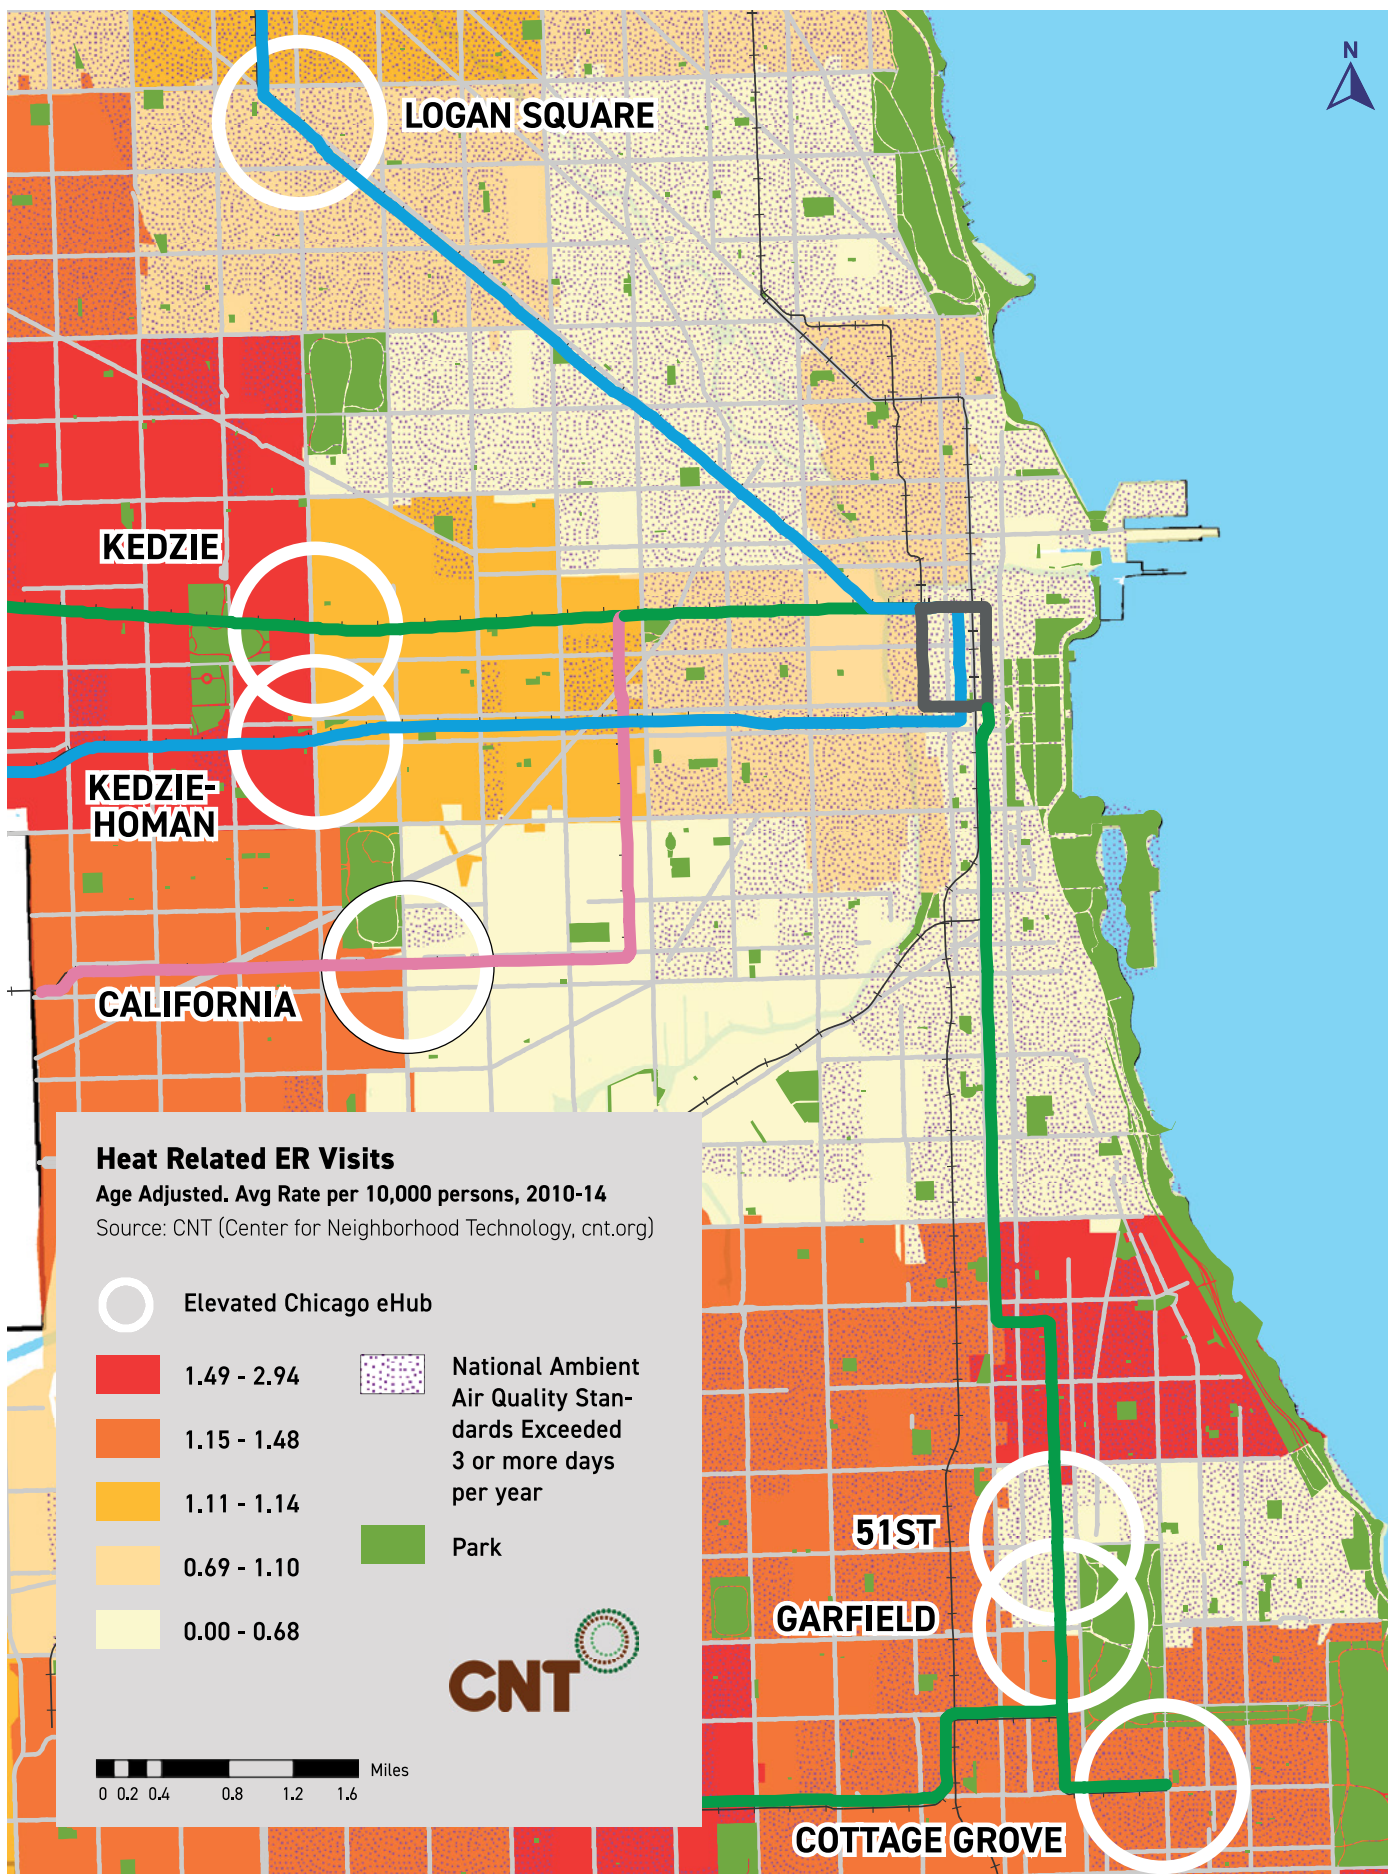 N
LOGAN SQUARE
KEDZIE
KEDZIE-
HOMAN
CALIFORNIA
Heat Related ER Visits
Age Adjusted. Avg Rate per 10,000 persons, 2010-14
Source: CNT (Center for Neighborhood Technology, cnt.org)
Elevated Chicago eHub
1.49 - 2.94
1.15 - 1.48
1.11 - 1.14
0.69 - 1.10
0.00 - 0.68
National Ambient
Air Quality Stan-
dards Exceeded
3 or more days
per year
Park
CNT
Miles
0 0.2 0.4 0.8 1.2 1.6
51ST
GARFIELD
COTTAGE GROVE